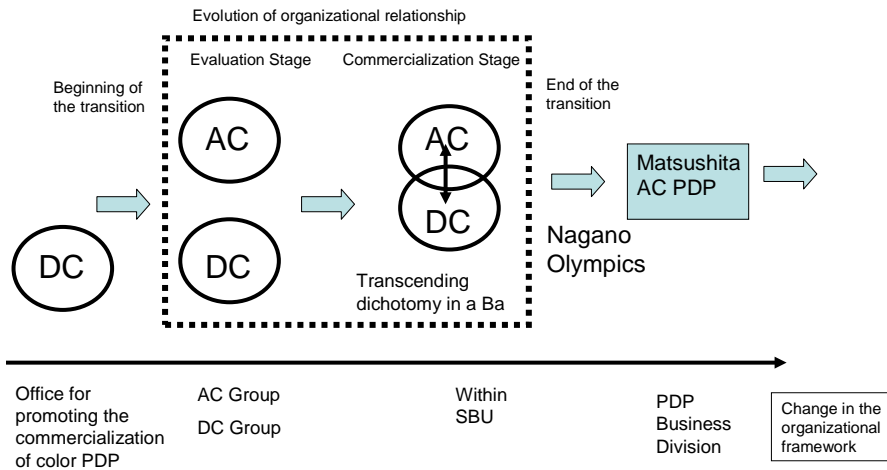 Evolution of organizational relationship
Evaluation Stage
Commercialization Stage
Beginning of
the transition
End of the
transition
AC
AC
DC
DC
DC
Matsushita
AC PDP
Nagano
Olympics
Transcending
dichotomy in a Ba
Office for
promoting the
commercialization
of color PDP
AC Group
DC Group
Within
SBU
PDP
Business
Division
Change in the
organizational
framework